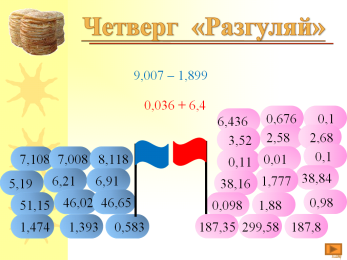 Четверг «Разгуляй»
9,007 – 1,899
0,036 + 6,4
6,436 0,676 0,1
3,52 2,58 2,68
7,108 7,008 8,118
0,11 0,01 0,1
5,19 6,21 6,91
38,16 1,777 38,84
51,15 46,02 46,65
0,098 1,88 0,98
1,474 1,393 0,583
187,35 299,58 187,8